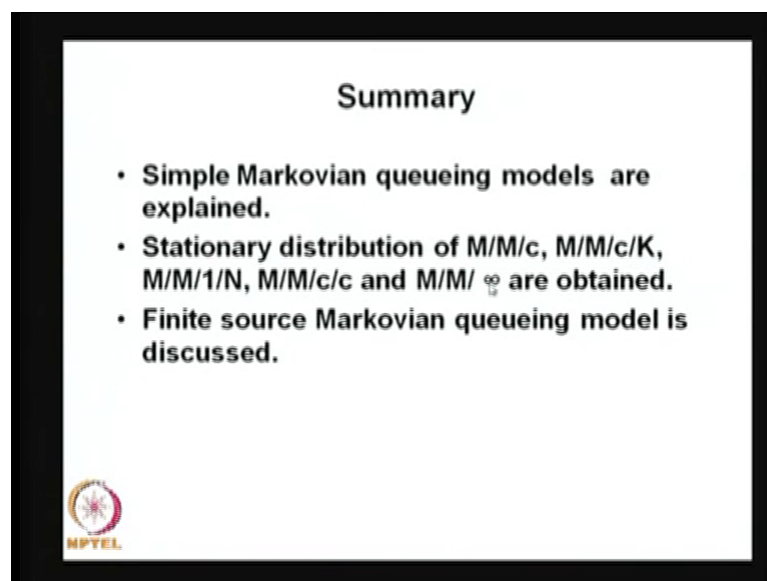 Summary
• Simple Markovian queueing models are
explained.
• Stationary distribution of M/M/c, M/M/c/K,
M/M/1/N, M/M/c/c and M/M/ ∞ are obtained.
• Finite source Markovian queueing model is
discussed.
NPTEL